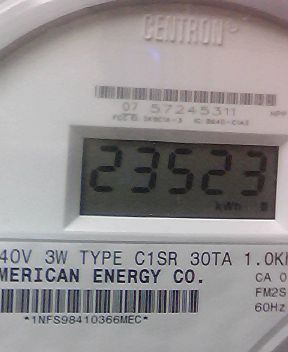 CENTRON
07 57245311
23523
kWh
40V 3W TYPE C1SR 30TA 1.0K
MERICAN ENERGY CO.
CA 0
FM2S
60Hz
*1NFS98410366MEC*